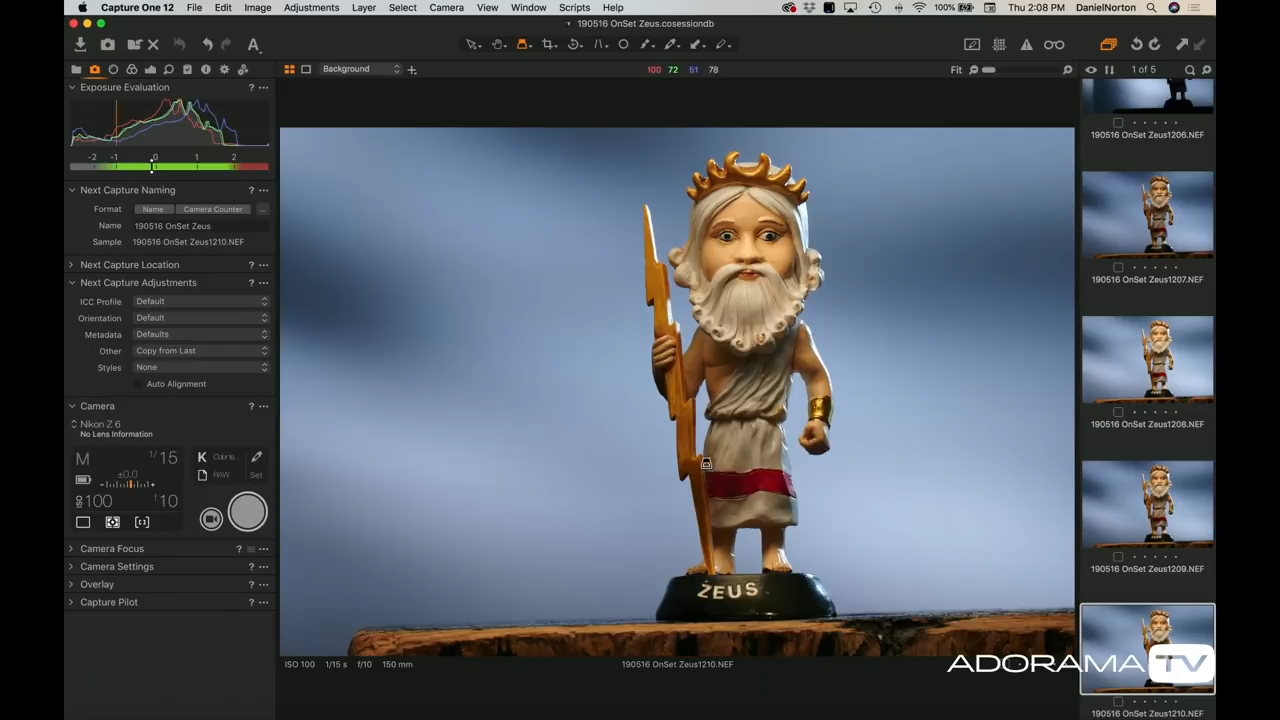 Capture One 12 File Edit Image Adjustments Layer Select Camera View Window Scripts Help 100% Thu 2:08 PM DanielNorton
190516 OnSet Zeus.cosessiondb
Background 100 72 61 78 Fit 1 of 5
Exposure Evaluation ?
-2 -1 0 1 2
Next Capture Naming ?
Format Name Camera Counter ...
Name 190516 OnSet Zeus
Sample 190516 OnSet Zeus1210.NEF
Next Capture Location ?
Next Capture Adjustments ?
ICC Profile Default
Orientation Default
Metadata Defaults
Other Copy from Last
Styles None
Auto Alignment
Camera ?
Nikon Z 6
No Lens Information
M 1/15 K
±0.0 RAW Set
ISO 100 f 10
Camera Focus ?
Camera Settings ?
Overlay ?
Capture Pilot ?
ZEUS
ISO 100 1/15 s f/10 150 mm 190516 OnSet Zeus1210.NEF
190516 OnSet Zeus1206.NEF
190516 OnSet Zeus1207.NEF
190516 OnSet Zeus1208.NEF
190516 OnSet Zeus1209.NEF
190516 OnSet Zeus1210.NEF
ADORAMA TV